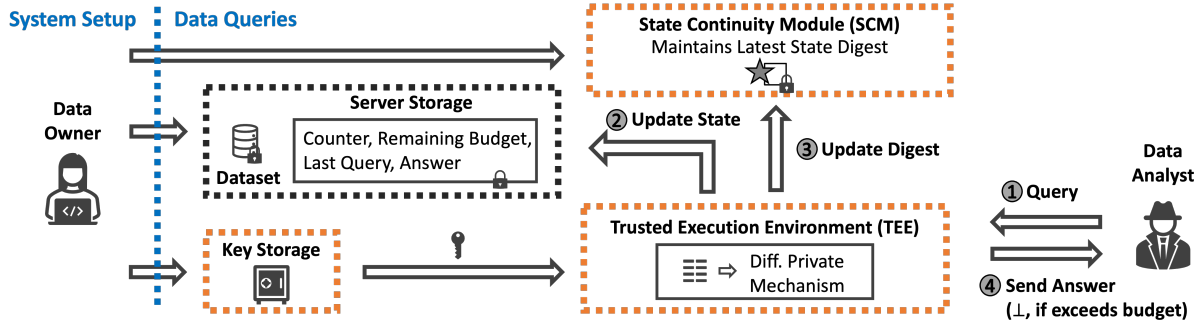 System Setup
Data Queries
State Continuity Module (SCM)
Maintains Latest State Digest
Data
Owner
Server Storage
Counter, Remaining Budget,
Last Query, Answer
Dataset
2 Update State
3 Update Digest
Data
Analyst
1 Query
Key Storage
Trusted Execution Environment (TEE)
Diff. Private
Mechanism
4 Send Answer
(⊥, if exceeds budget)
</>